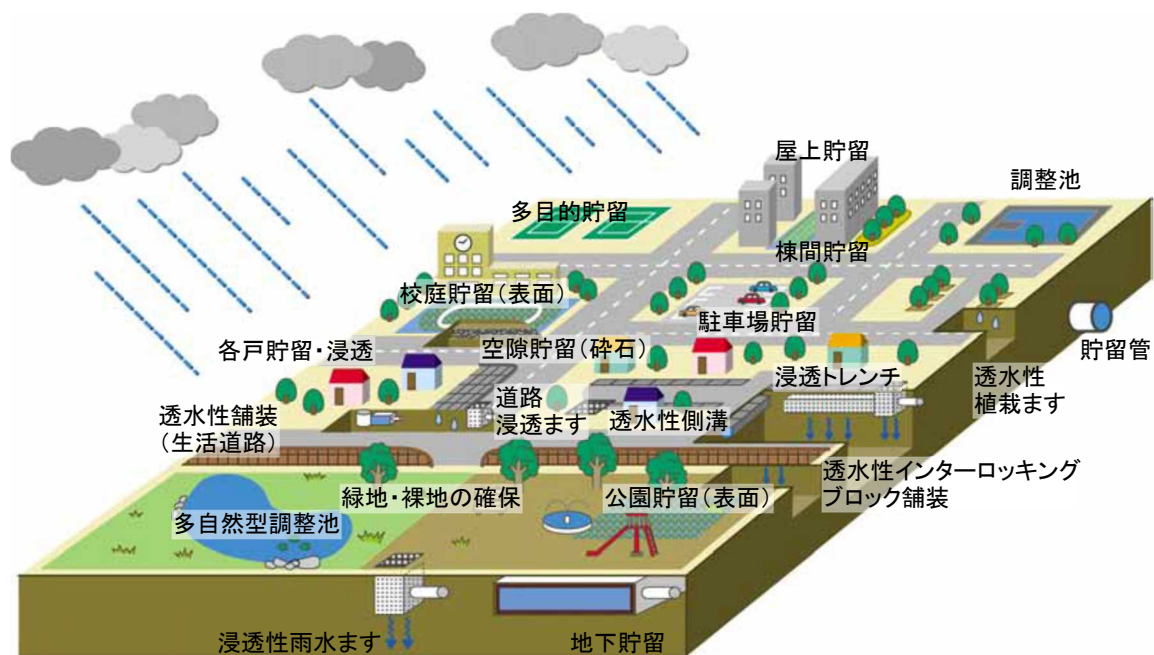 屋上貯留
調整池
多目的貯留
棟間貯留
校庭貯留(表面)
駐車場貯留
各戸貯留・浸透
空隙貯留(砕石)
貯留管
浸透トレンチ
透水性
植栽ます
道路
浸透ます
透水性側溝
透水性舗装
(生活道路)
透水性インターロッキング
ブロック舗装
緑地・裸地の確保
公園貯留(表面)
多自然型調整池
浸透性雨水ます
地下貯留